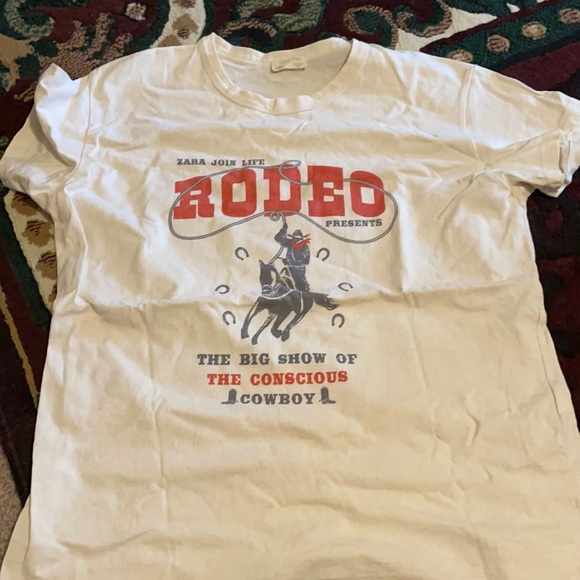 ZARA JOIN LIFE
RODEO
PRESENTS
THE BIG SHOW OF
THE CONSCIOUS
COWBOY